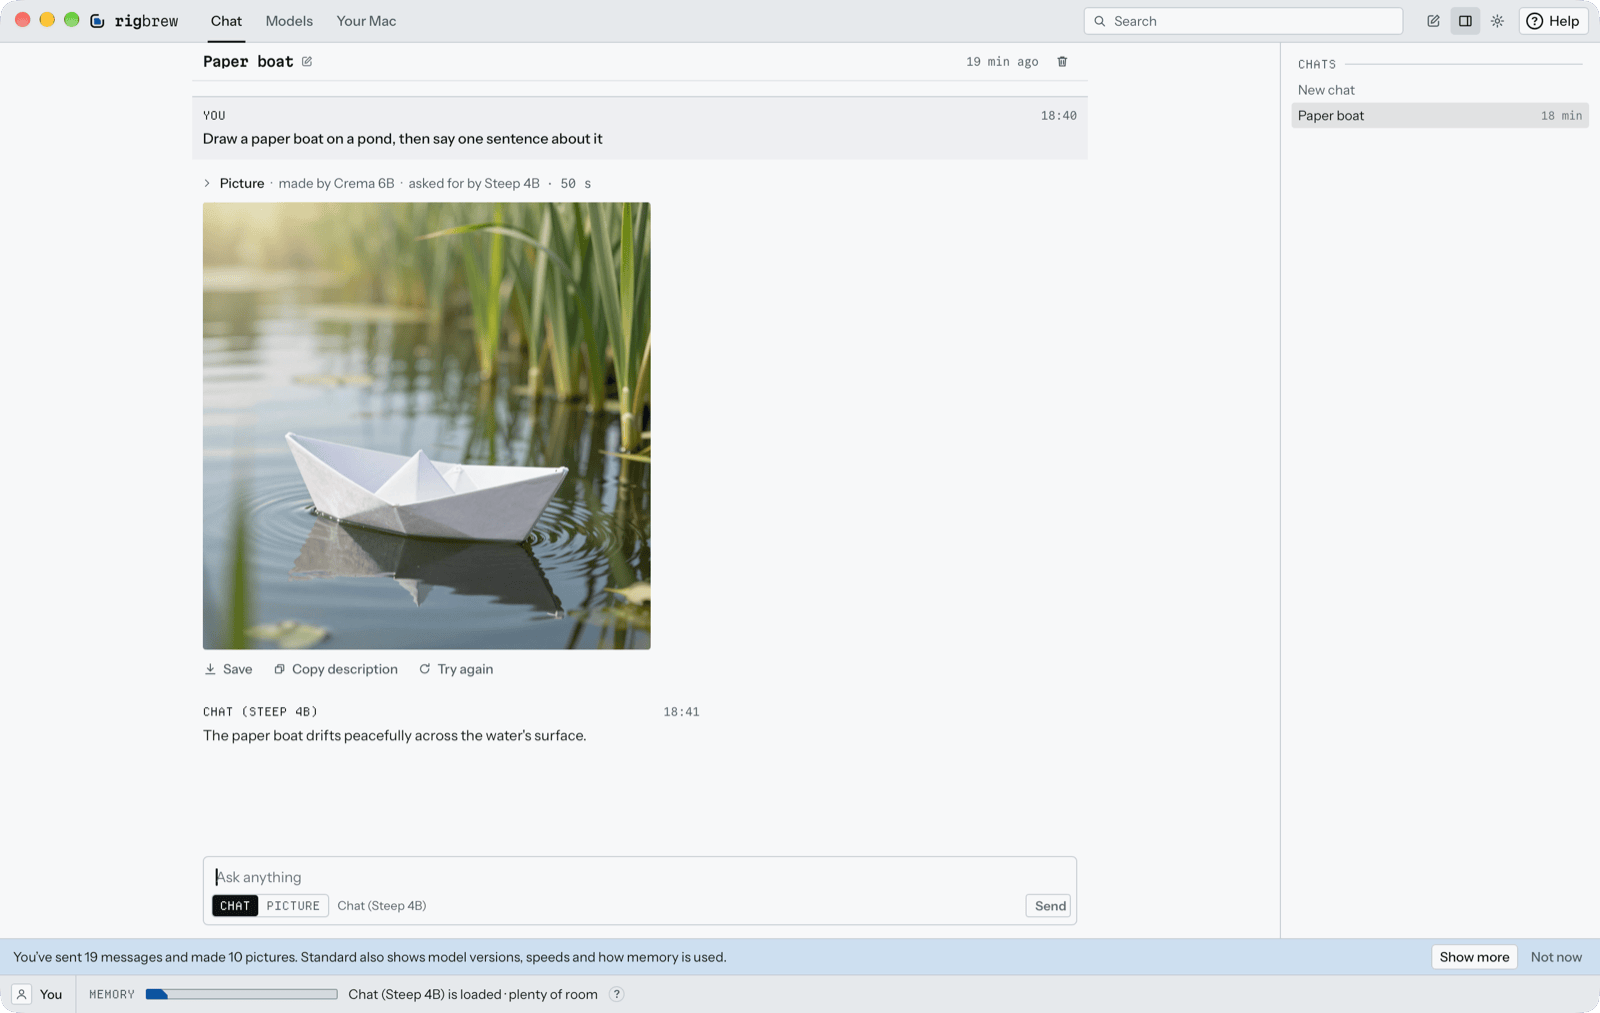 rigbrew
Chat
Models
Your Mac
Search
Help
Paper boat
19 min ago
YOU
18:40
Draw a paper boat on a pond, then say one sentence about it
Picture · made by Crema 6B · asked for by Steep 4B · 50 s
Save
Copy description
Try again
CHAT (STEEP 4B)
18:41
The paper boat drifts peacefully across the water's surface.
Ask anything
CHAT
PICTURE
Chat (Steep 4B)
Send
CHATS
New chat
Paper boat
18 min
You've sent 19 messages and made 10 pictures. Standard also shows model versions, speeds and how memory is used.
Show more
Not now
You
MEMORY
Chat (Steep 4B) is loaded · plenty of room
?